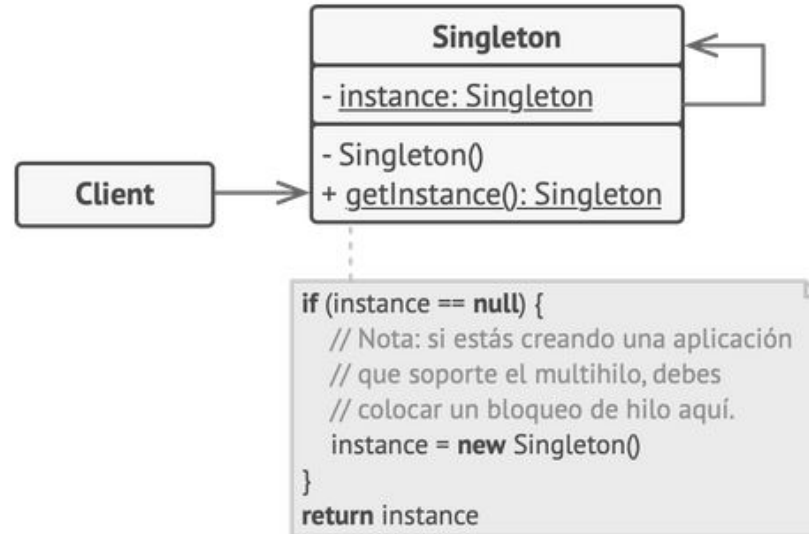 Singleton
- instance: Singleton
- Singleton()
+ getInstance(): Singleton
Client
if (instance == null) {
// Nota: si estás creando una aplicación
// que soporte el multihilo, debes
// colocar un bloqueo de hilo aquí.
instance = new Singleton()
}
return instance